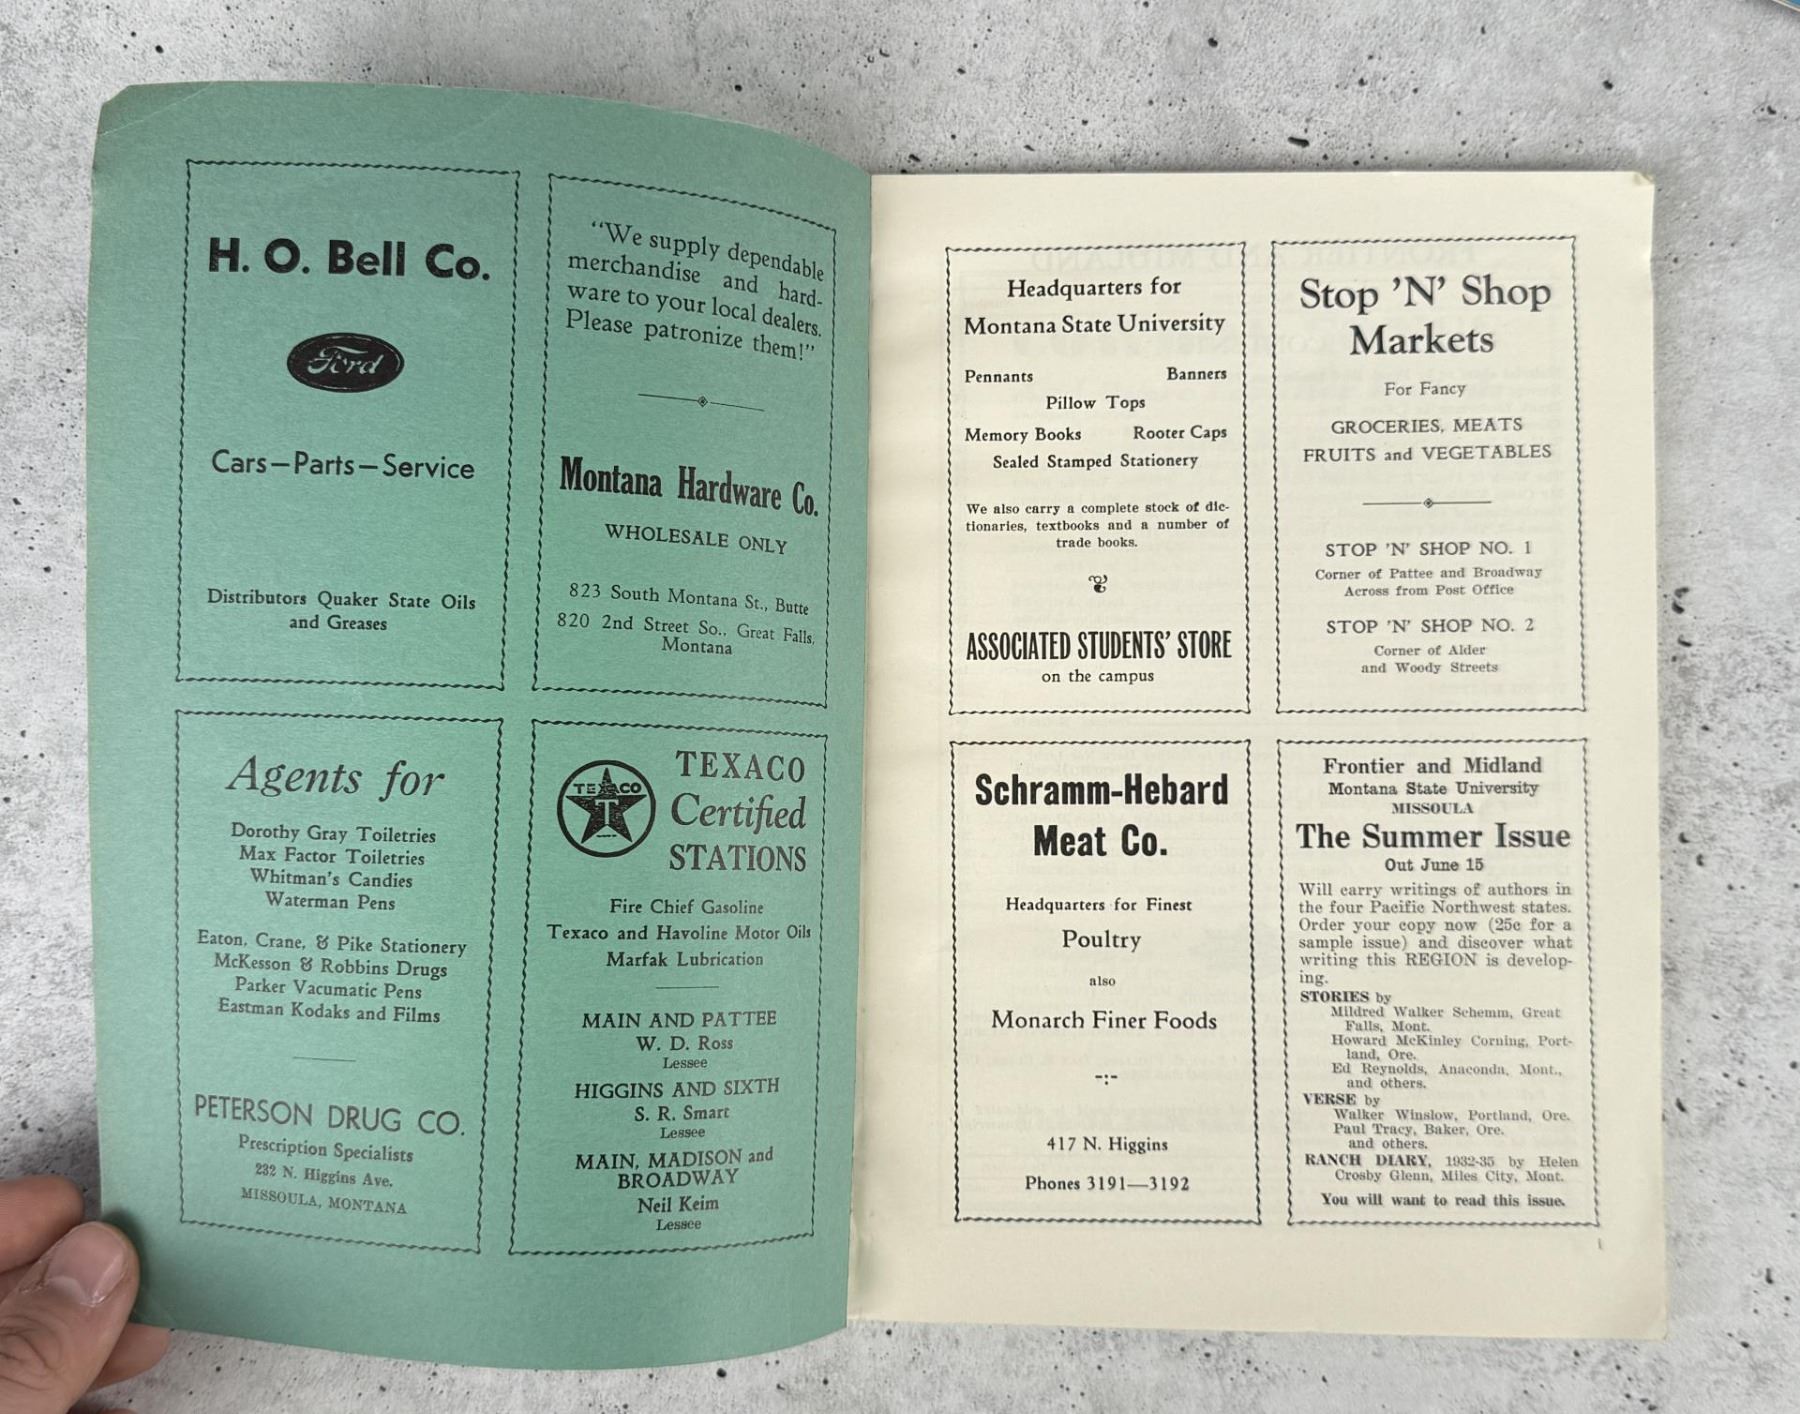 H. O. Bell Co.
Ford
Cars—Parts—Service
Distributors Quaker State Oils
and Greases
"We supply dependable
merchandise and hard-
ware to your local dealers.
Please patronize them!"
Montana Hardware Co.
WHOLESALE ONLY
823 South Montana St., Butte
820 2nd Street So., Great Falls,
Montana
Agents for
Dorothy Gray Toiletries
Max Factor Toiletries
Whitman's Candies
Waterman Pens
Eaton, Crane, & Pike Stationery
McKesson & Robbins Drugs
Parker Vacumatic Pens
Eastman Kodaks and Films
PETERSON DRUG CO.
Prescription Specialists
232 N. Higgins Ave.
MISSOULA, MONTANA
TEXACO
T
TEXACO
Certified
STATIONS
Fire Chief Gasoline
Texaco and Havoline Motor Oils
Marfak Lubrication
MAIN AND PATTEE
W. D. Ross
Lessee
HIGGINS AND SIXTH
S. R. Smart
Lessee
MAIN, MADISON and
BROADWAY
Neil Keim
Lessee
Headquarters for
Montana State University
Pennants Banners
Pillow Tops
Memory Books Rooter Caps
Sealed Stamped Stationery
We also carry a complete stock of dic-
tionaries, textbooks and a number of
trade books.
ASSOCIATED STUDENTS' STORE
on the campus
Stop 'N' Shop
Markets
For Fancy
GROCERIES, MEATS
FRUITS and VEGETABLES
STOP 'N' SHOP NO. 1
Corner of Pattee and Broadway
Across from Post Office
STOP 'N' SHOP NO. 2
Corner of Alder
and Woody Streets
Schramm-Hebard
Meat Co.
Headquarters for Finest
Poultry
also
Monarch Finer Foods
-:-
417 N. Higgins
Phones 3191—3192
Frontier and Midland
Montana State University
MISSOULA
The Summer Issue
Out June 15
Will carry writings of authors in
the four Pacific Northwest states.
Order your copy now (25c for a
sample issue) and discover what
writing this REGION is develop-
ing.
STORIES by
Mildred Walker Schemm, Great
Falls, Mont.
Howard McKinley Corning, Port-
land, Ore.
Ed Reynolds, Anaconda, Mont.,
and others.
VERSE by
Walker Winslow, Portland, Ore.
Paul Tracy, Baker, Ore.
and others.
RANCH DIARY, 1932-35 by Helen
Crosby Glenn, Miles City, Mont.
You will want to read this issue.